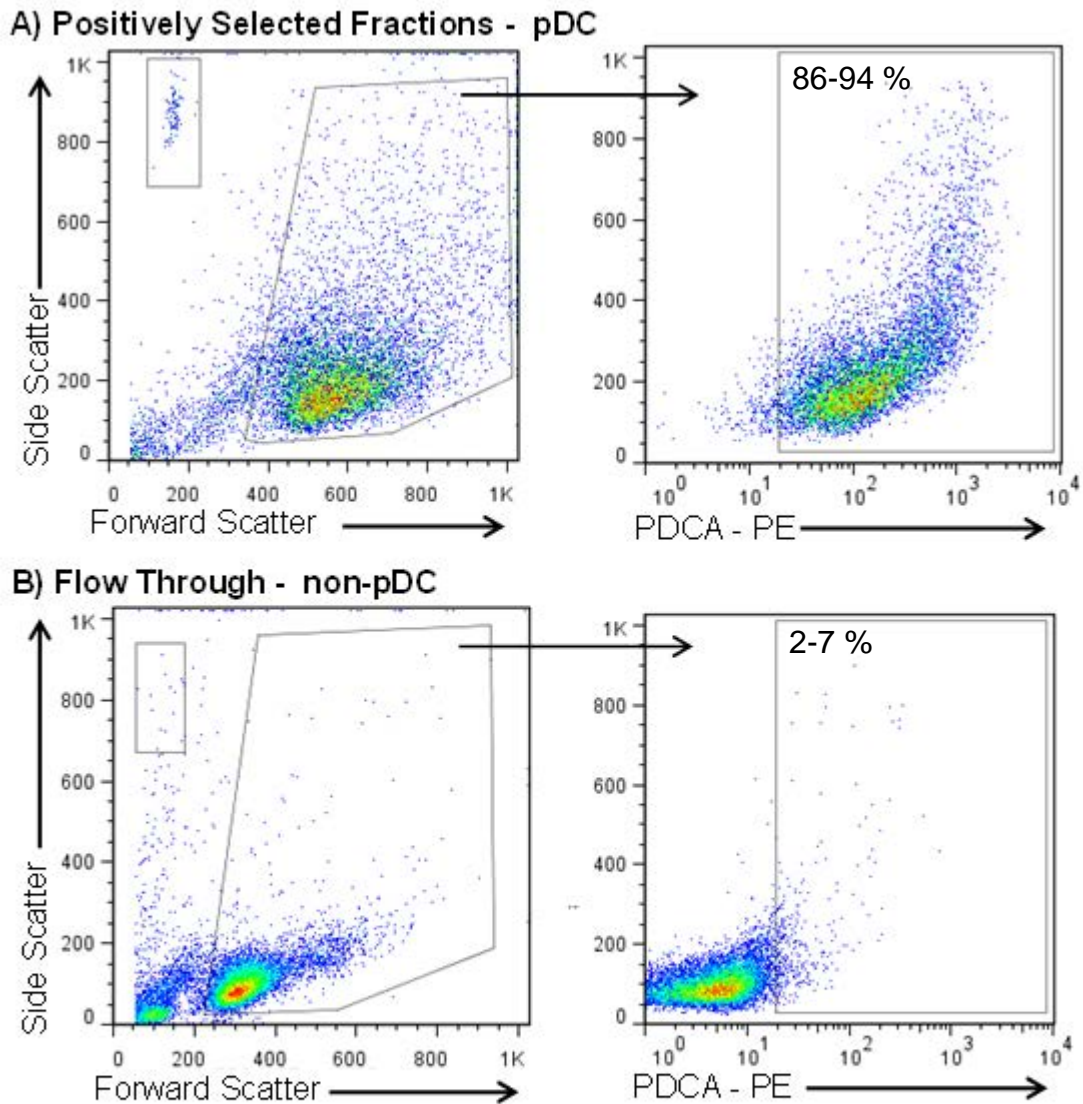 A) Positively Selected Fractions - pDC
1K
800
600
400
200
0
Side Scatter
0 200 400 600 800 1K
Forward Scatter
86-94 %
1K
800
600
400
200
0
10^0 10^1 10^2 10^3 10^4
PDCA - PE
B) Flow Through - non-pDC
1K
800
600
400
200
0
Side Scatter
0 200 400 600 800 1K
Forward Scatter
2-7 %
1K
800
600
400
200
0
10^0 10^1 10^2 10^3 10^4
PDCA - PE